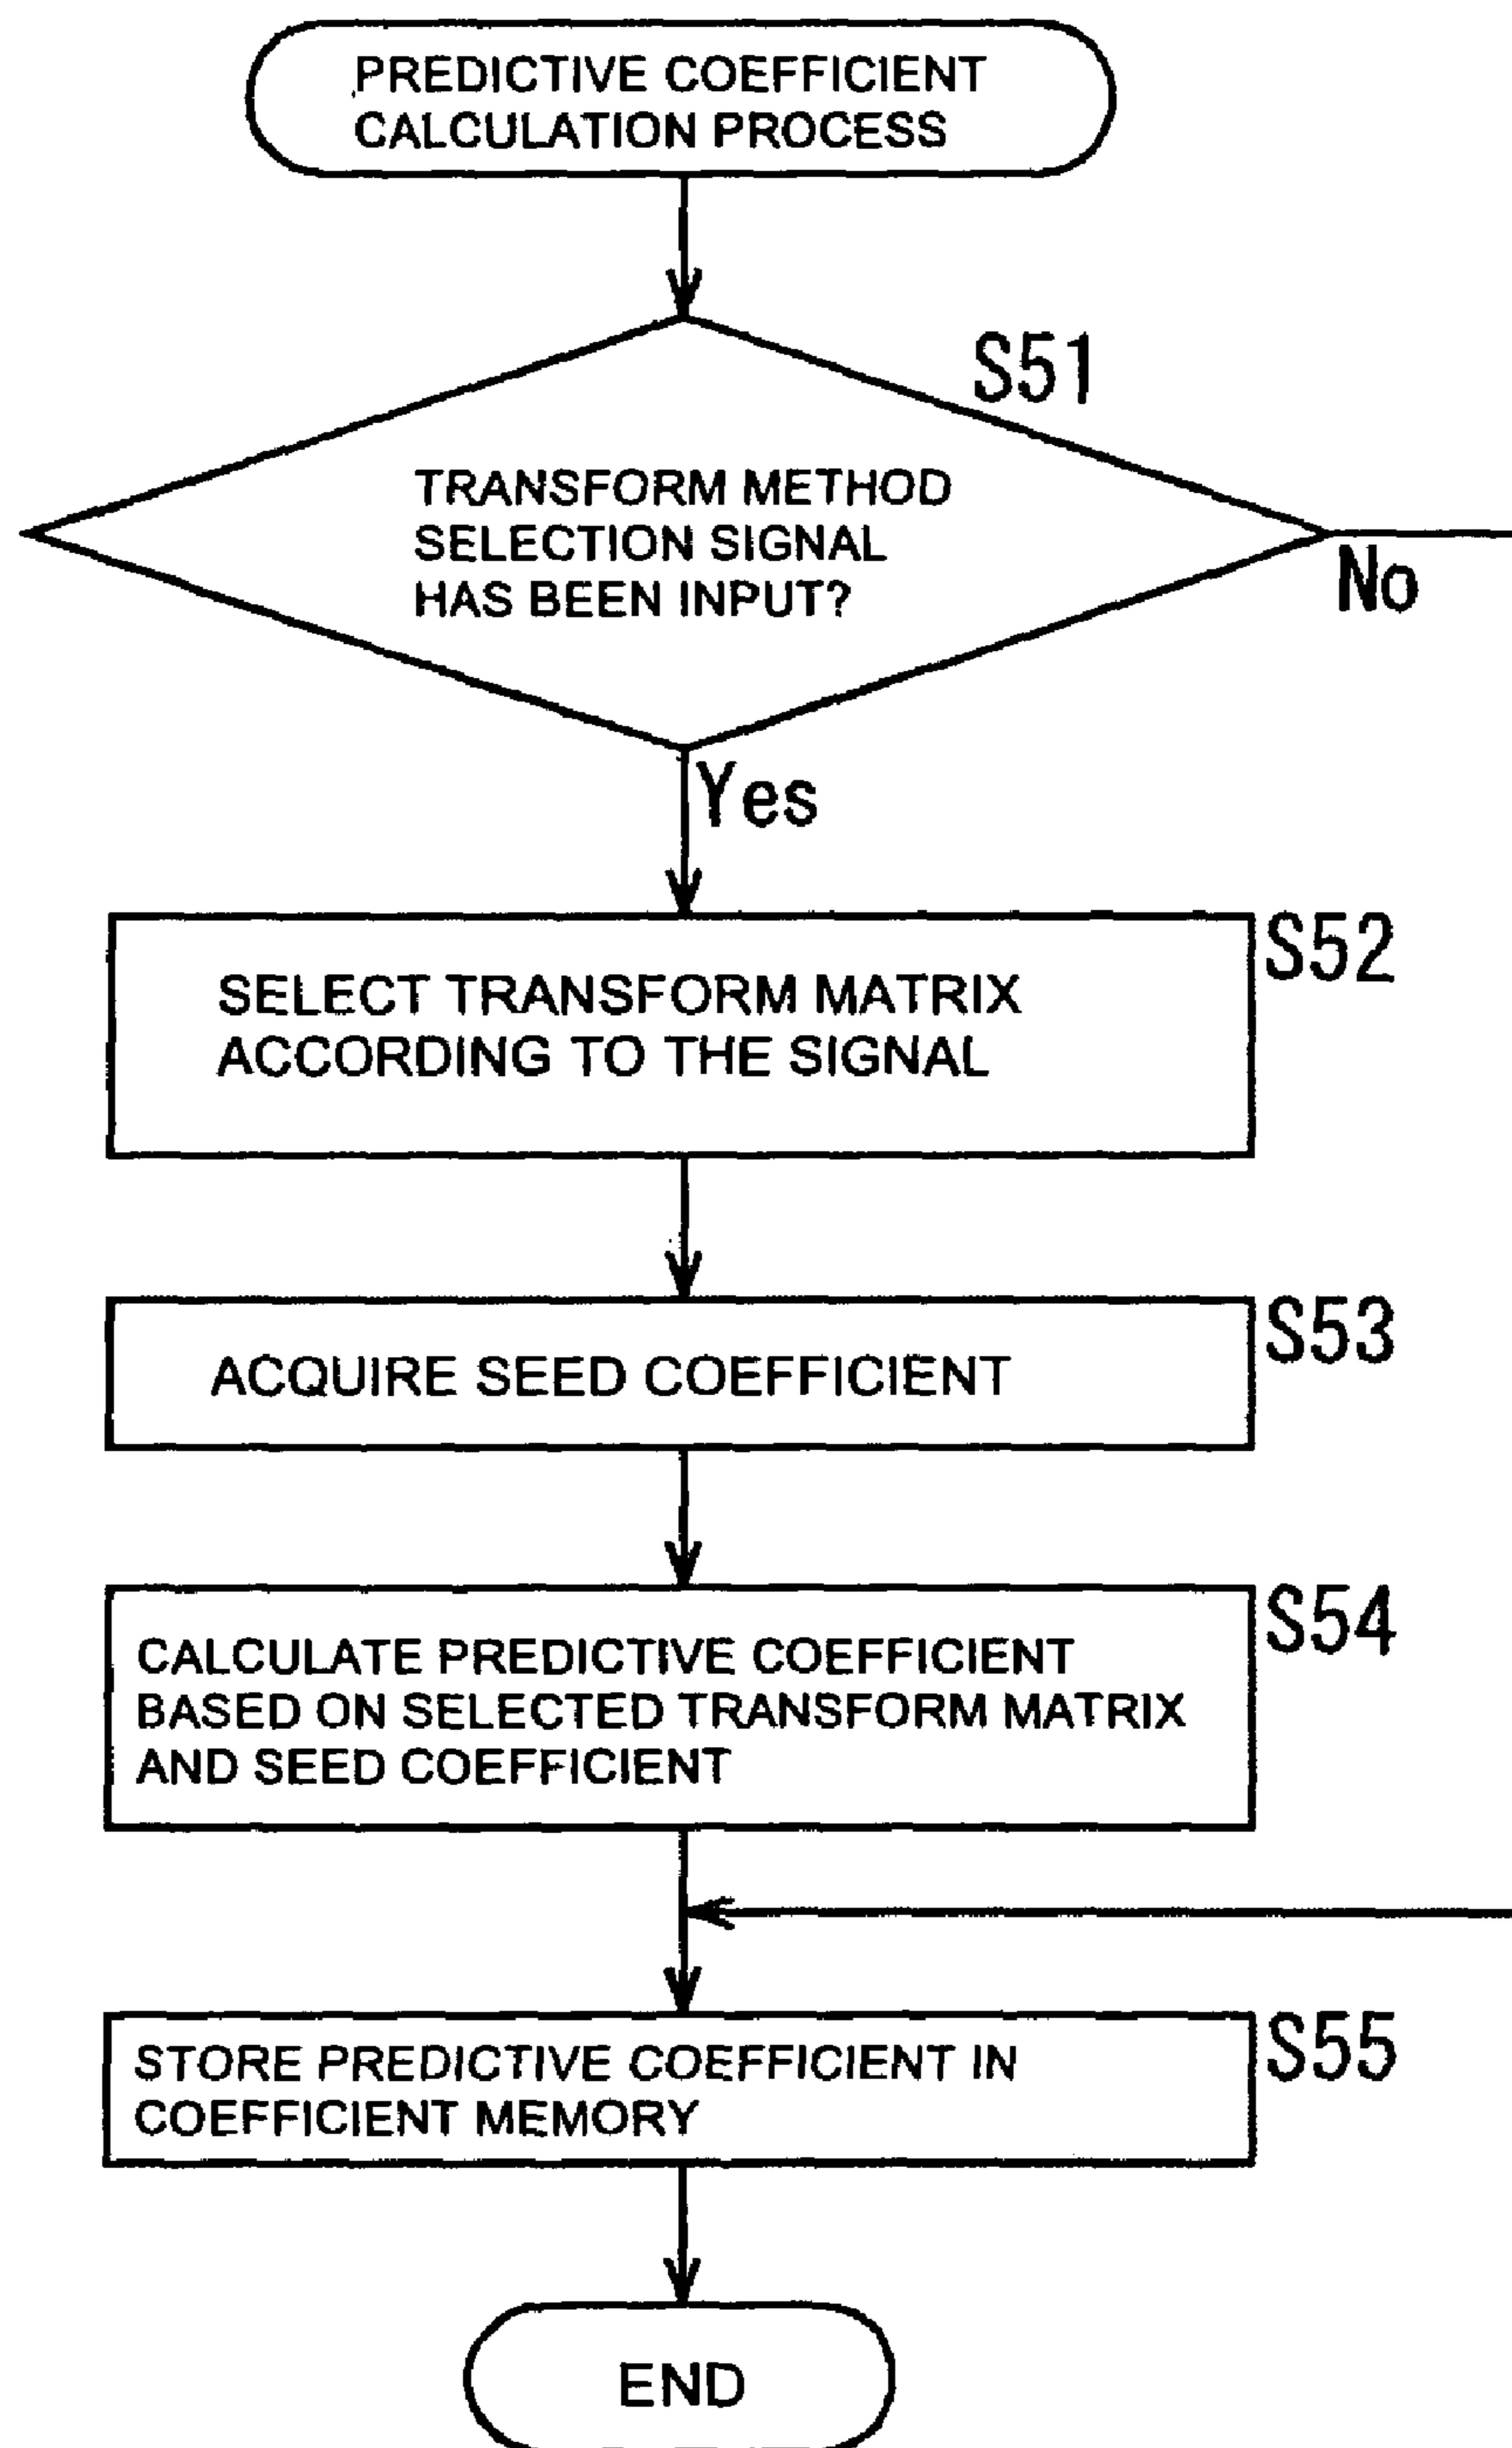 PREDICTIVE COEFFICIENT
CALCULATION PROCESS
S51
TRANSFORM METHOD
SELECTION SIGNAL
HAS BEEN INPUT?
No
Yes
S52
SELECT TRANSFORM MATRIX
ACCORDING TO THE SIGNAL
S53
ACQUIRE SEED COEFFICIENT
S54
CALCULATE PREDICTIVE COEFFICIENT
BASED ON SELECTED TRANSFORM MATRIX
AND SEED COEFFICIENT
S55
STORE PREDICTIVE COEFFICIENT IN
COEFFICIENT MEMORY
END